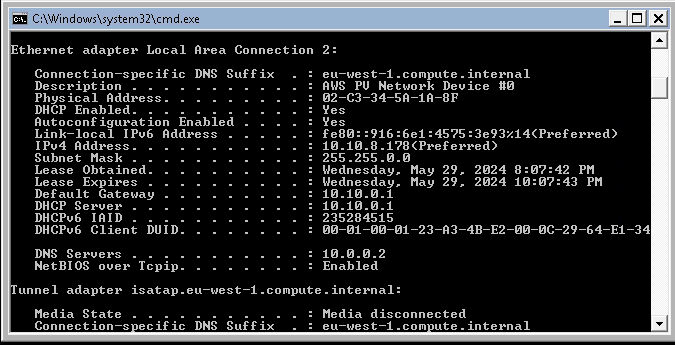 C:\Windows\system32\cmd.exe
Ethernet adapter Local Area Connection 2:
Connection-specific DNS Suffix . : eu-west-1.compute.internal
Description . . . . . . . . . . . : AWS PV Network Device #0
Physical Address. . . . . . . . . : 02-C3-34-5A-1A-8F
DHCP Enabled. . . . . . . . . . . : Yes
Autoconfiguration Enabled . . . . : Yes
Link-local IPv6 Address . . . . . : fe80::916:6e1:4575:3e93%14(Preferred)
IPv4 Address. . . . . . . . . . . : 10.10.8.178(Preferred)
Subnet Mask . . . . . . . . . . . : 255.255.0.0
Lease Obtained. . . . . . . . . . : Wednesday, May 29, 2024 8:07:42 PM
Lease Expires . . . . . . . . . . : Wednesday, May 29, 2024 10:07:43 PM
Default Gateway . . . . . . . . . : 10.10.0.1
DHCP Server . . . . . . . . . . . : 10.10.0.1
DHCPv6 IAID . . . . . . . . . . . : 235284515
DHCPv6 Client DUID. . . . . . . . : 00-01-00-01-23-A3-4B-E2-00-0C-29-64-E1-34
DNS Servers . . . . . . . . . . . : 10.0.0.2
NetBIOS over Tcpip. . . . . . . . : Enabled
Tunnel adapter isatap.eu-west-1.compute.internal:
Media State . . . . . . . . . . . : Media disconnected
Connection-specific DNS Suffix . : eu-west-1.compute.internal